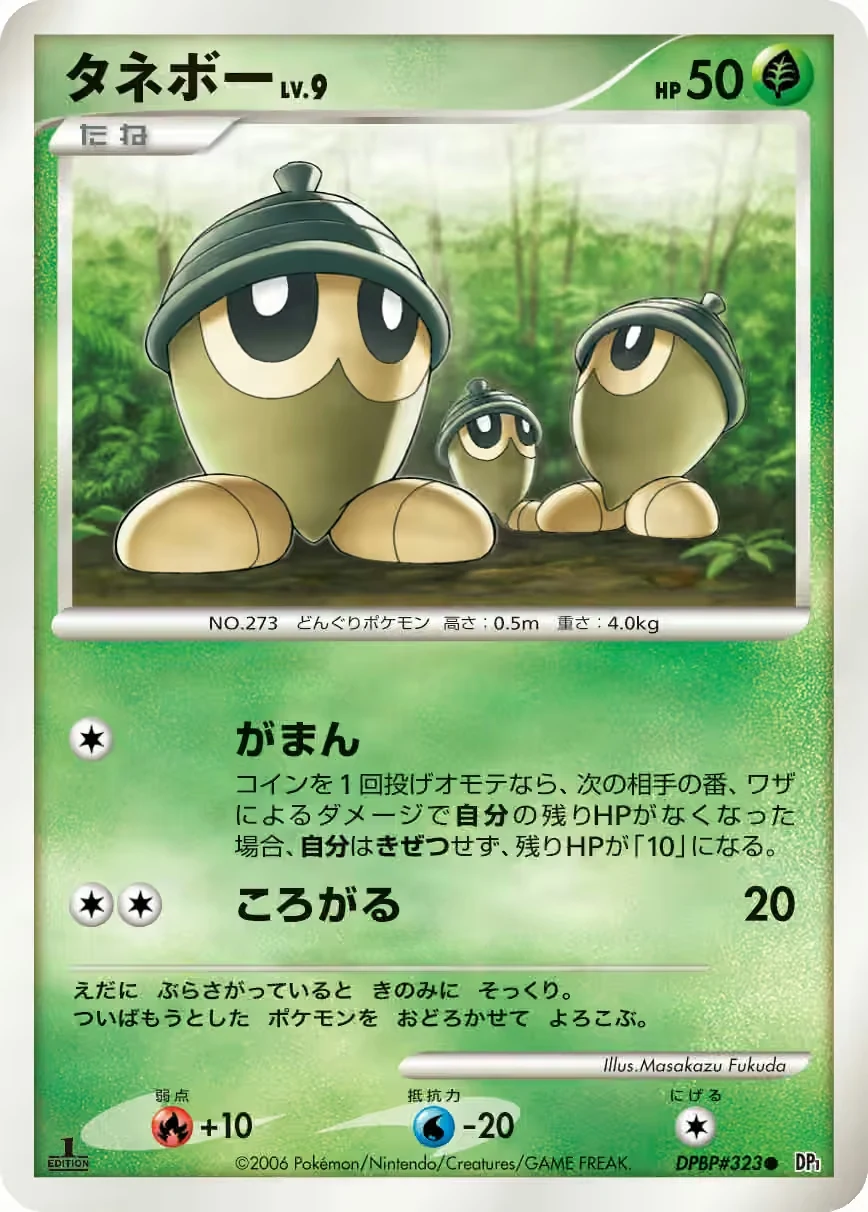 タネボー LV.9 HP 50
たね
NO.273 どんぐりポケモン 高さ：0.5m 重さ：4.0kg
がまん
コインを1回投げオモテなら、次の相手の番、ワザ
によるダメージで自分の残りHPがなくなった
場合、自分はきぜつせず、残りHPが「10」になる。
ころがる 20
えだに ぶらさがっていると きのみに そっくり。
ついばもうとした ポケモンを おどろかせて よろこぶ。
Illus.Masakazu Fukuda
弱点 抵抗力 にげる
+10 -20
1 EDITION ©2006 Pokémon/Nintendo/Creatures/GAME FREAK. DPBP#323● DP1